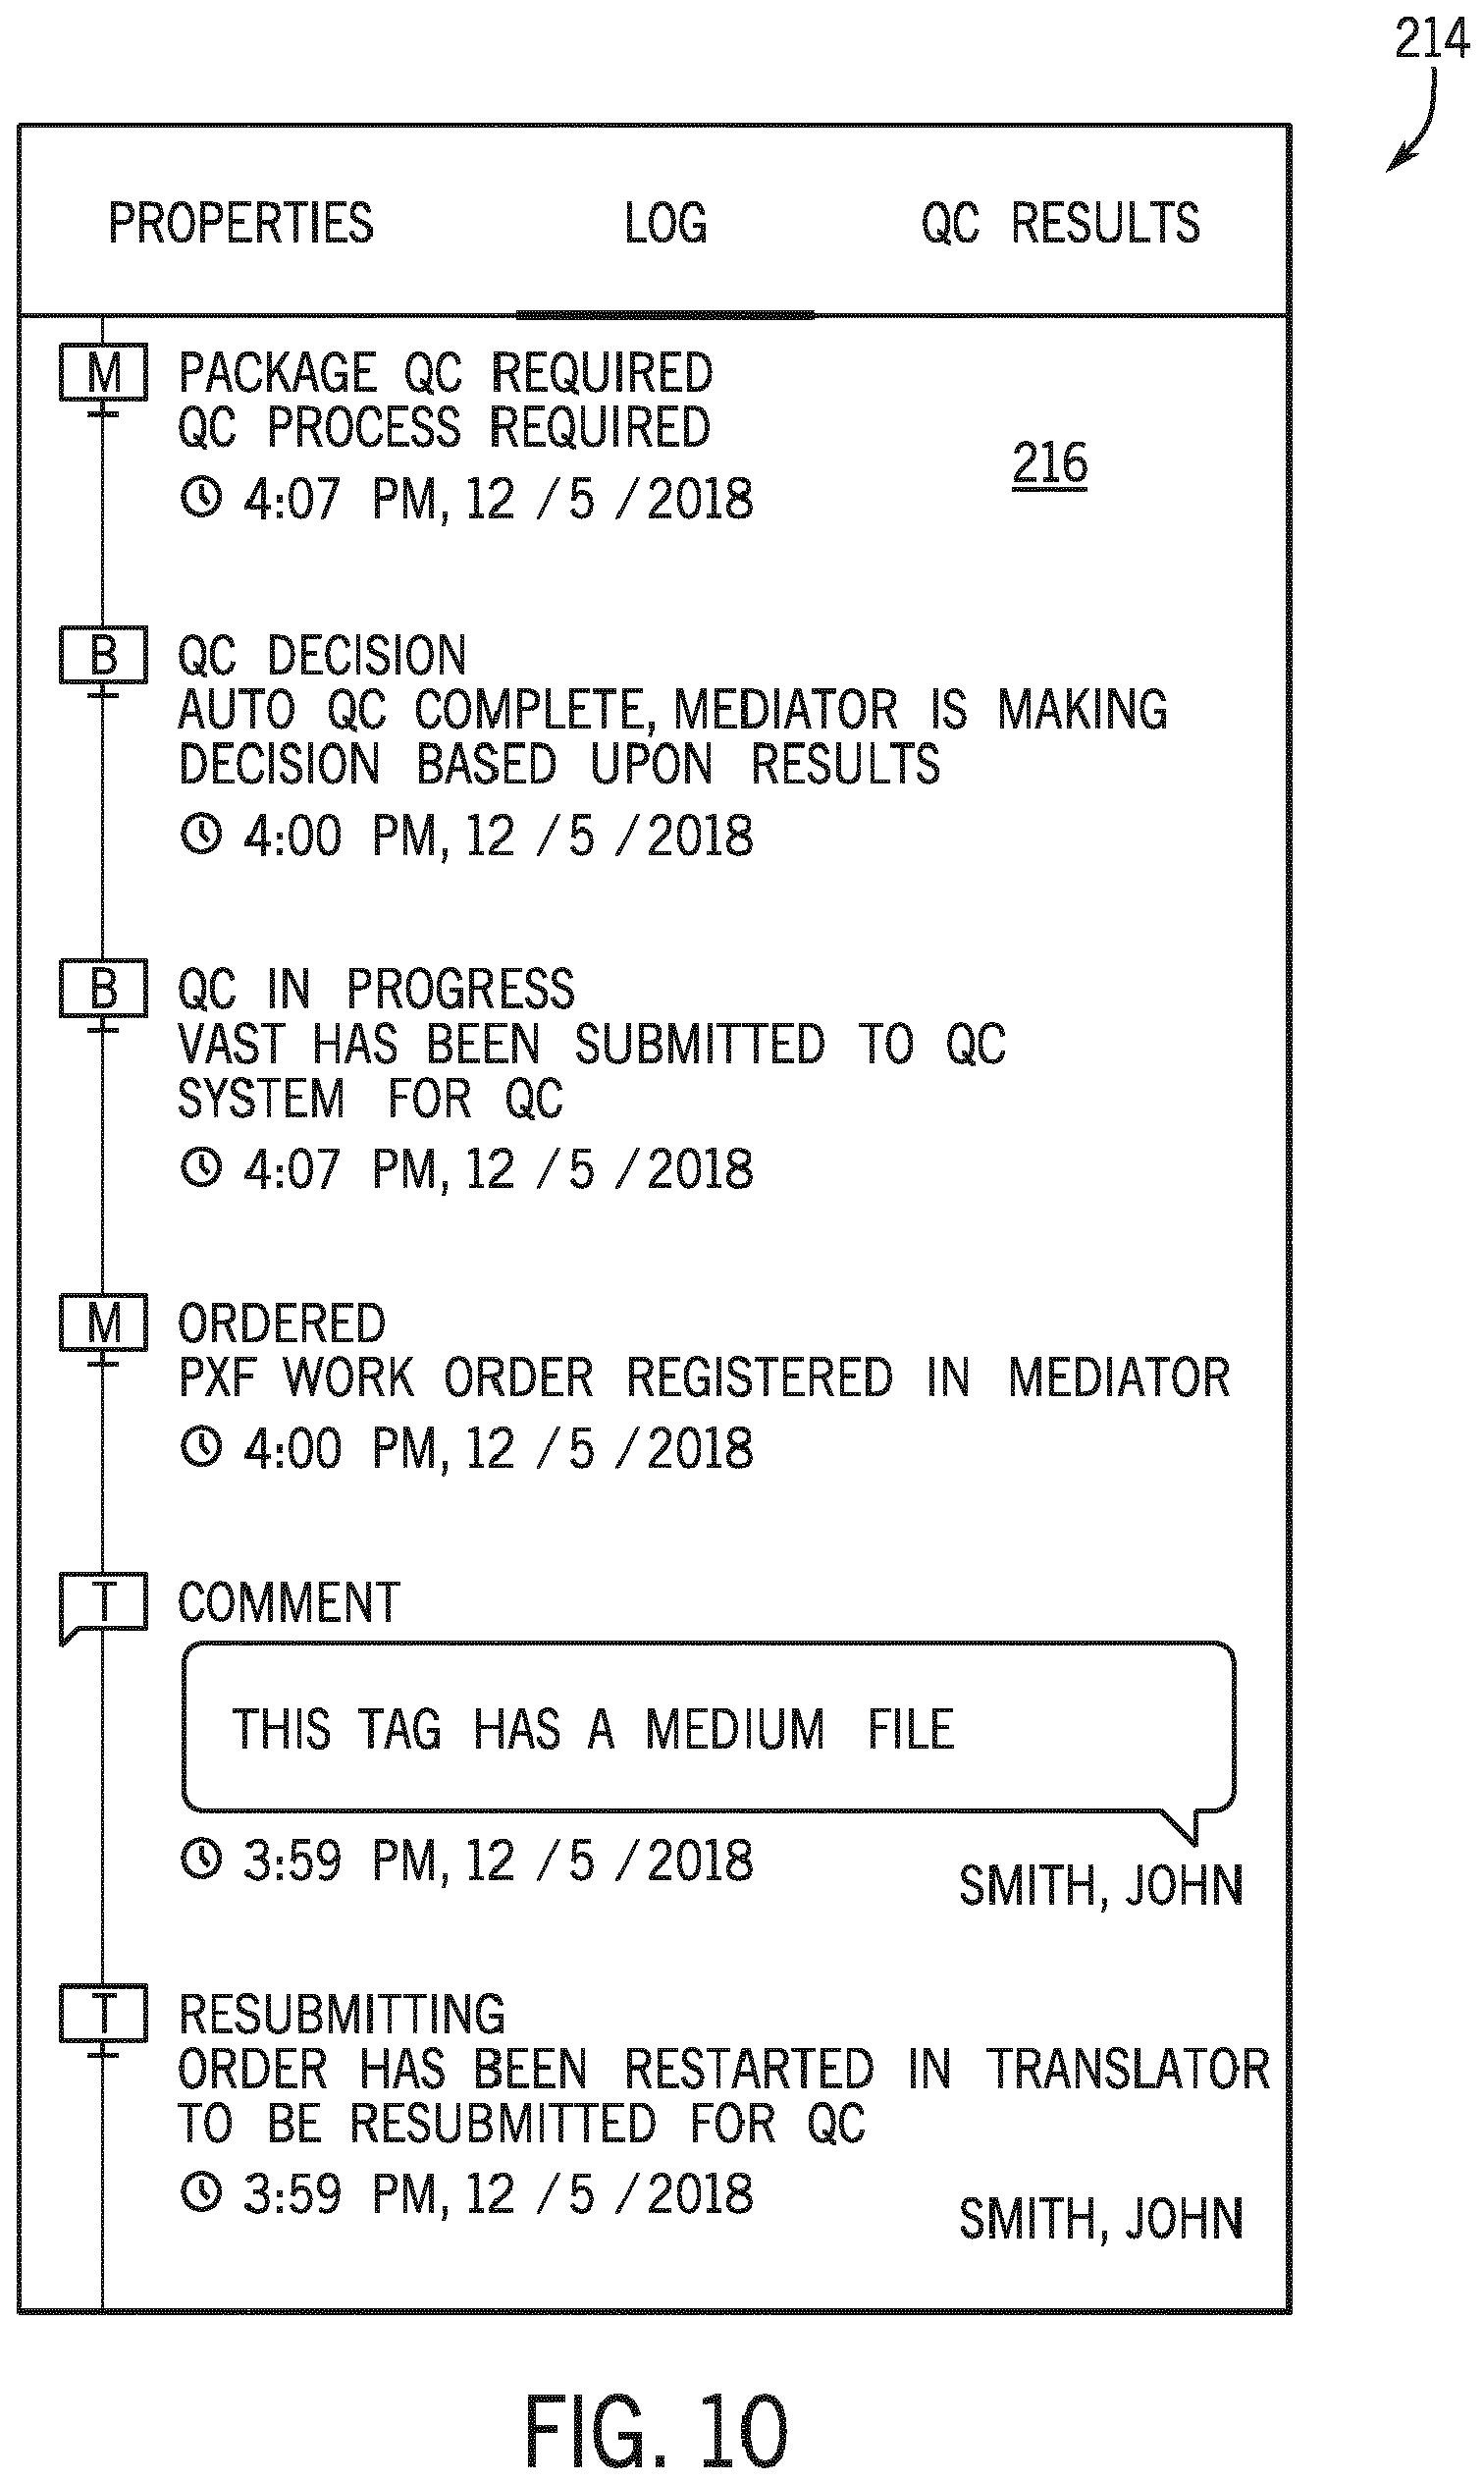 214
PROPERTIES LOG QC RESULTS
M PACKAGE QC REQUIRED
QC PROCESS REQUIRED
216
4:07 PM, 12 / 5 / 2018
B QC DECISION
AUTO QC COMPLETE, MEDIATOR IS MAKING
DECISION BASED UPON RESULTS
4:00 PM, 12 / 5 / 2018
B QC IN PROGRESS
VAST HAS BEEN SUBMITTED TO QC
SYSTEM FOR QC
4:07 PM, 12 / 5 / 2018
M ORDERED
PXF WORK ORDER REGISTERED IN MEDIATOR
4:00 PM, 12 / 5 / 2018
T COMMENT
THIS TAG HAS A MEDIUM FILE
3:59 PM, 12 / 5 / 2018
SMITH, JOHN
T RESUBMITTING
ORDER HAS BEEN RESTARTED IN TRANSLATOR
TO BE RESUBMITTED FOR QC
3:59 PM, 12 / 5 / 2018
SMITH, JOHN
FIG. 10